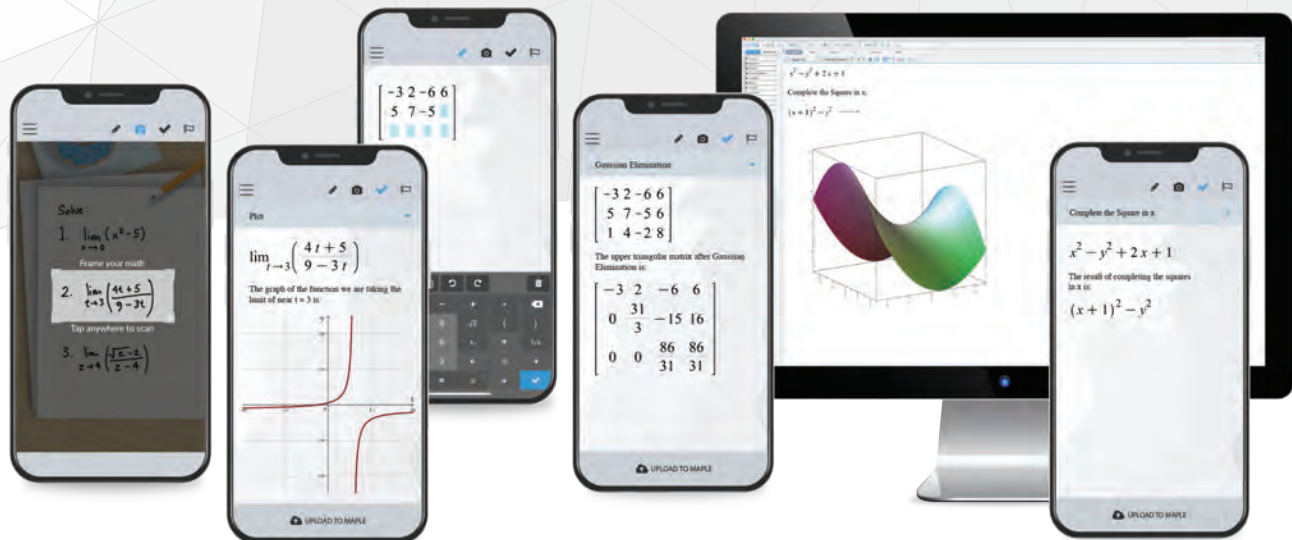 Solve:
1. lim x→0 (x²-5)
Frame your math
2. lim t→3 (4t+5 / 9-3t)
Tap anywhere to scan
3. lim z→4 (√z-2 / z-4)
Plot
lim t→3 (4 t + 5 / 9 − 3 t)
The graph of the function we are taking the
limit of near t = 3 is:
UPLOAD TO MAPLE
-3 2 -6 6
5 7 -5
Gaussian Elimination
-3 2 -6 6
5 7 -5 6
1 4 -2 8
The upper triangular matrix after Gaussian
Elimination is:
-3 2 -6 6
0 31/3 -15 16
0 0 86/31 86/31
UPLOAD TO MAPLE
x² − y² + 2 x + 1
Complete the Square in x.
(x + 1)² − y²
Complete the Square in x
x² − y² + 2 x + 1
The result of completing the squares
in x is:
(x + 1)² − y²
UPLOAD TO MAPLE